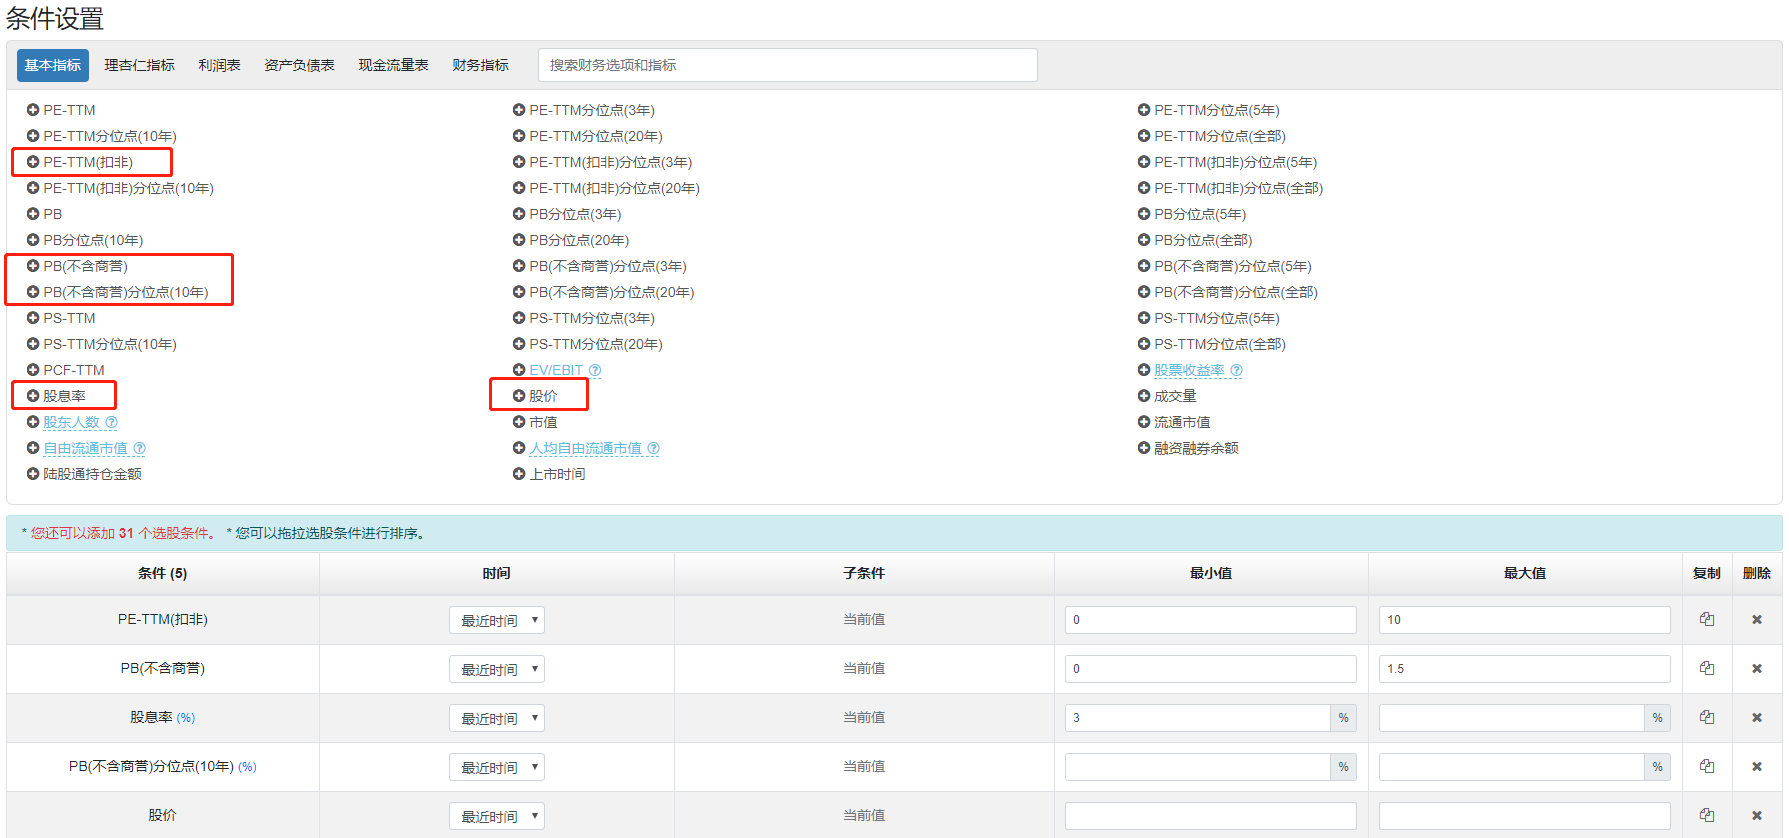 条件设置
基本指标 理杏仁指标 利润表 资产负债表 现金流量表 财务指标 搜索财务选项和指标
PE-TTM PE-TTM分位点(3年) PE-TTM分位点(5年)
PE-TTM分位点(10年) PE-TTM分位点(20年) PE-TTM分位点(全部)
PE-TTM(扣非) PE-TTM(扣非)分位点(3年) PE-TTM(扣非)分位点(5年)
PE-TTM(扣非)分位点(10年) PE-TTM(扣非)分位点(20年) PE-TTM(扣非)分位点(全部)
PB PB分位点(3年) PB分位点(5年)
PB分位点(10年) PB分位点(20年) PB分位点(全部)
PB(不含商誉) PB(不含商誉)分位点(3年) PB(不含商誉)分位点(5年)
PB(不含商誉)分位点(10年) PB(不含商誉)分位点(20年) PB(不含商誉)分位点(全部)
PS-TTM PS-TTM分位点(3年) PS-TTM分位点(5年)
PS-TTM分位点(10年) PS-TTM分位点(20年) PS-TTM分位点(全部)
PCF-TTM EV/EBIT 股票收益率
股息率 股价 成交量
股东人数 市值 流通市值
自由流通市值 人均自由流通市值 融资融券余额
陆股通持仓金额 上市时间
* 您还可以添加 31 个选股条件。 * 您可以拖拉选股条件进行排序。
条件 (5) 时间 子条件 最小值 最大值 复制 删除
PE-TTM(扣非) 最近时间 当前值 0 10
PB(不含商誉) 最近时间 当前值 0 1.5
股息率 (%) 最近时间 当前值 3 % %
PB(不含商誉)分位点(10年) (%) 最近时间 当前值 % %
股价 最近时间 当前值